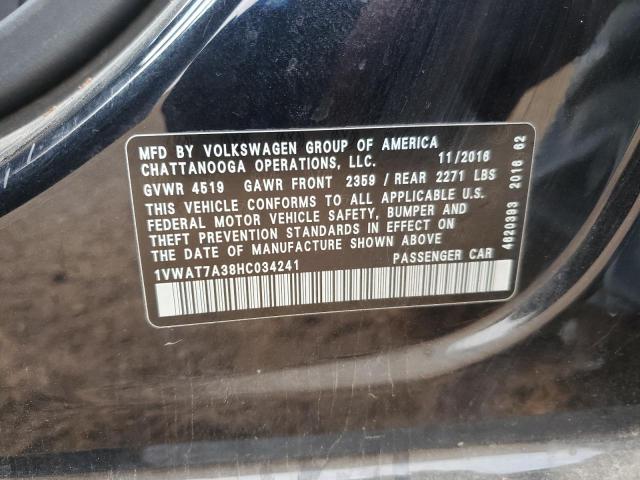 MFD BY VOLKSWAGEN GROUP OF AMERICA
CHATTANOOGA OPERATIONS, LLC. 11/2016
GVWR 4519 GAWR FRONT 2359 / REAR 2271 LBS
THIS VEHICLE CONFORMS TO ALL APPLICABLE U.S.
FEDERAL MOTOR VEHICLE SAFETY, BUMPER AND
THEFT PREVENTION STANDARDS IN EFFECT ON
THE DATE OF MANUFACTURE SHOWN ABOVE
1VWAT7A38HC034241 PASSENGER CAR
4620393 2016 62